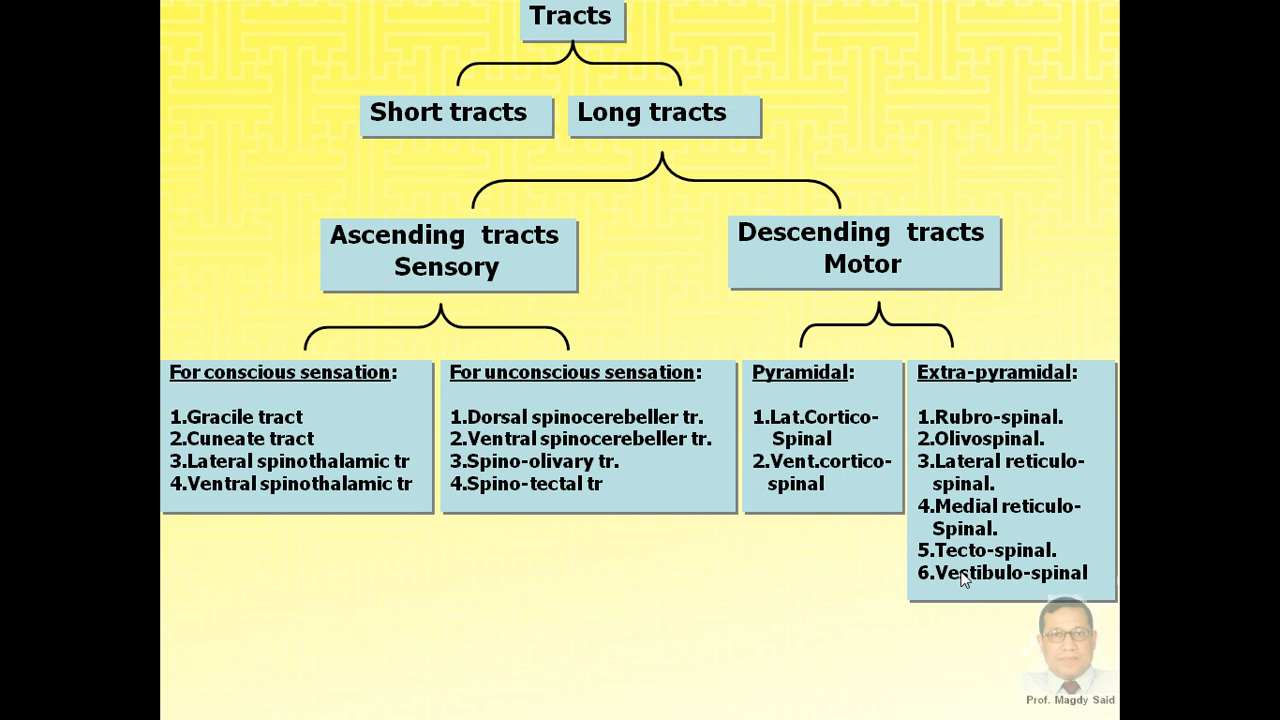 Tracts
Short tracts
Long tracts
Ascending tracts
Sensory
Descending tracts
Motor
For conscious sensation:
1.Gracile tract
2.Cuneate tract
3.Lateral spinothalamic tr
4.Ventral spinothalamic tr
For unconscious sensation:
1.Dorsal spinocerebeller tr.
2.Ventral spinocerebeller tr.
3.Spino-olivary tr.
4.Spino-tectal tr
Pyramidal:
1.Lat.Cortico-
Spinal
2.Vent.cortico-
spinal
Extra-pyramidal:
1.Rubro-spinal.
2.Olivospinal.
3.Lateral reticulo-
spinal.
4.Medial reticulo-
Spinal.
5.Tecto-spinal.
6.Vestibulo-spinal
Prof. Magdy Said